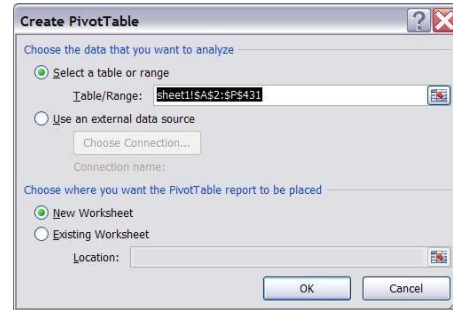 Create PivotTable
Choose the data that you want to analyze
Select a table or range
Table/Range: sheet1!$A$2:$P$431
Use an external data source
Choose Connection...
Connection name:
Choose where you want the PivotTable report to be placed
New Worksheet
Existing Worksheet
Location:
OK Cancel